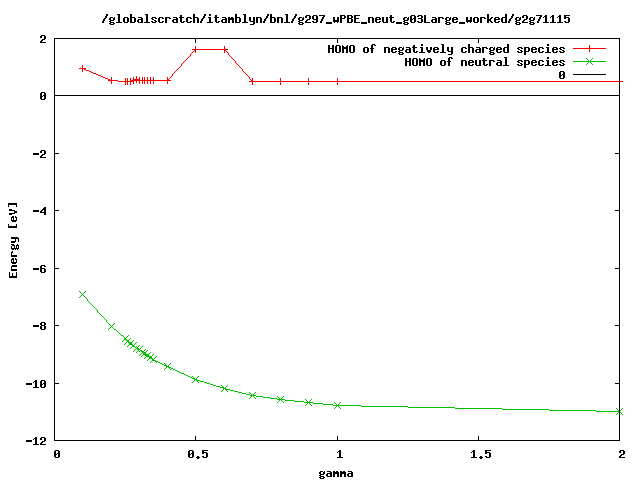 /globalscratch/itamblyn/bnl/g297_wPBE_neut_g03Large_worked/g2g71115
HOMO of negatively charged species
HOMO of neutral species
0
2
0
-2
-4
-6
-8
-10
-12
Energy [eV]
0 0.5 1 1.5 2
gamma